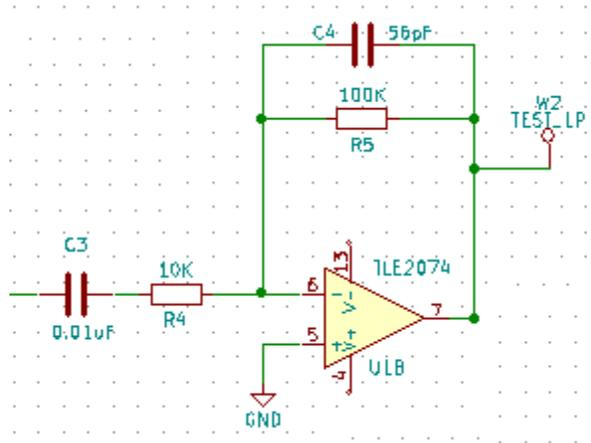 C4 56pF
100K
R5
W2
TEST_LP
C3
10K
R4
0.01uF
13
TLE2074
6
- V-
7
5
+ V+
4
U1B
GND